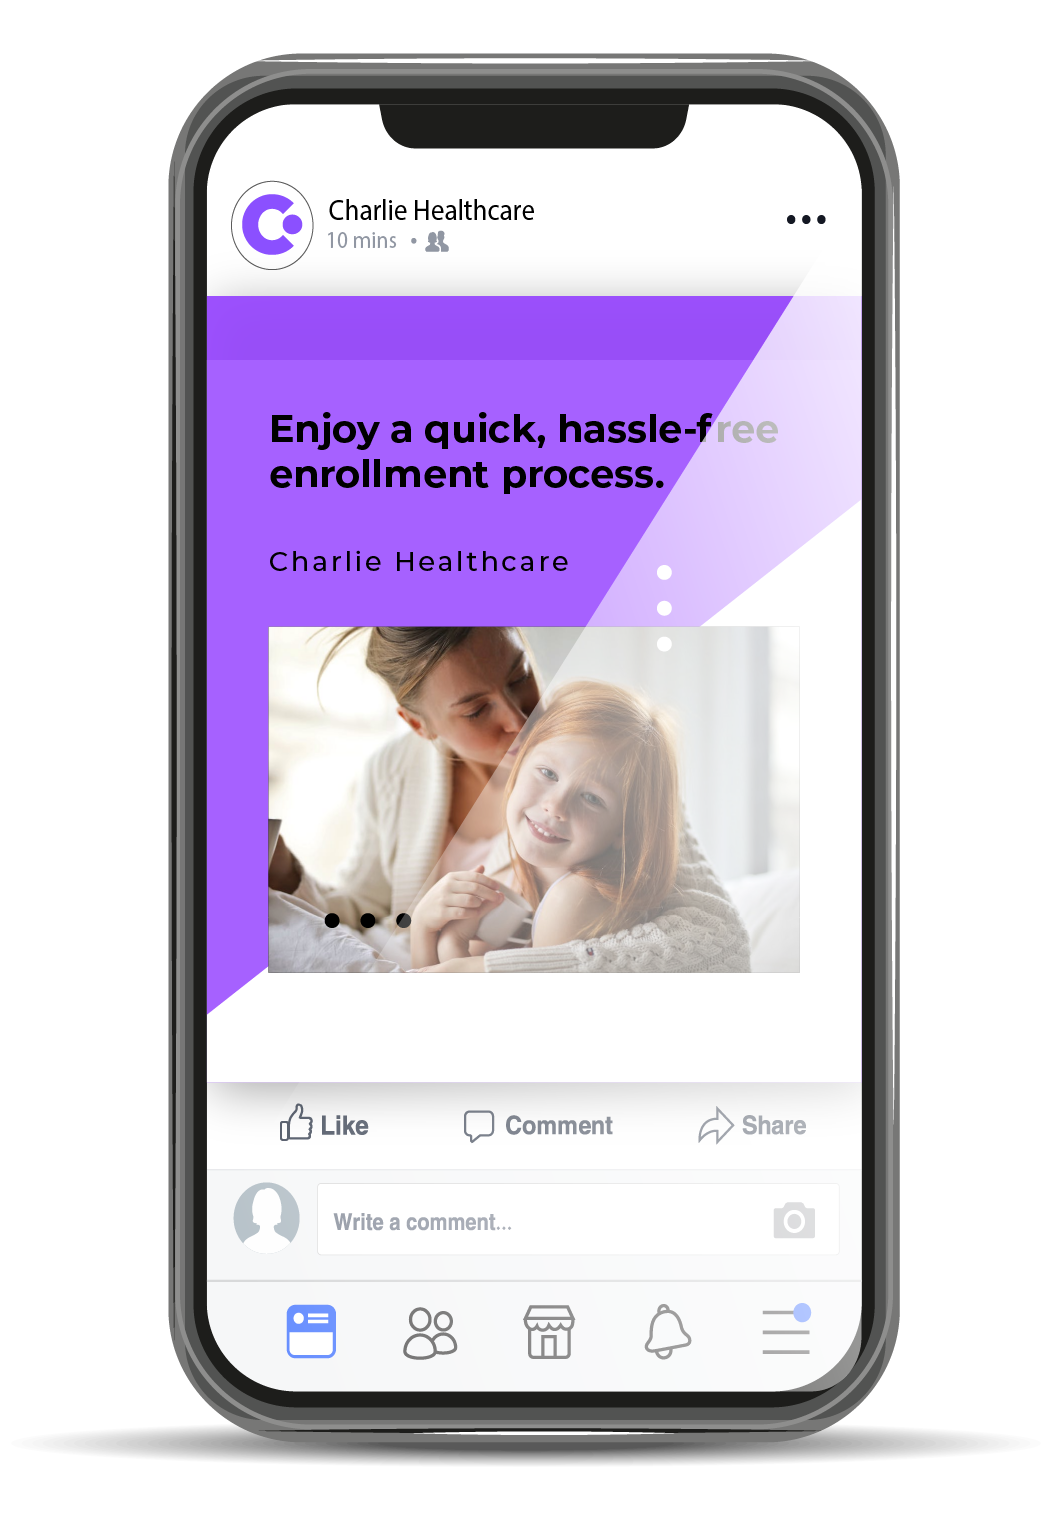 Charlie Healthcare
10 mins
Enjoy a quick, hassle-free
enrollment process.
Charlie Healthcare
Like
Comment
Share
Write a comment...